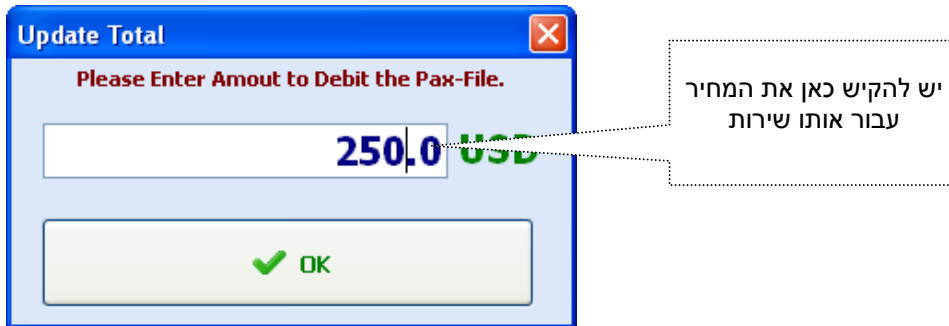 Update Total
Please Enter Amout to Debit the Pax-File.
250.0 USD
OK
יש להקיש כאן את המחיר
עבור אותו שירות